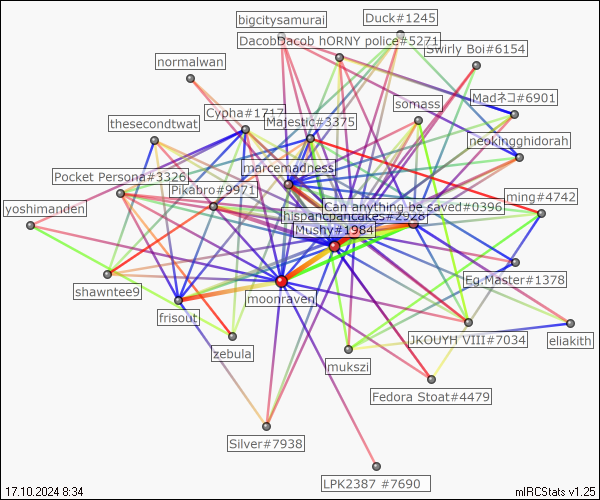 bigcitysamurai
Duck#1245
DacobDacob hORNY police#5271
Swirly Boi#6154
normalwan
Madネコ#6901
somass
Cypha#1717
Majestic#3375
thesecondtwat
neokingghidorah
marcemadness
Pocket Persona#3326
Pikabro#9971
ming#4742
Can anything be saved#0396
yoshimanden
hispancpancakes#2928
Mushy#1984
Eg.Master#1378
shawntee9
moonraven
frisout
JKOUYH VIII#7034
eliakith
zebula
mukszi
Fedora Stoat#4479
Silver#7938
LPK2387 #7690
17.10.2024 8:34
mIRCStats v1.25